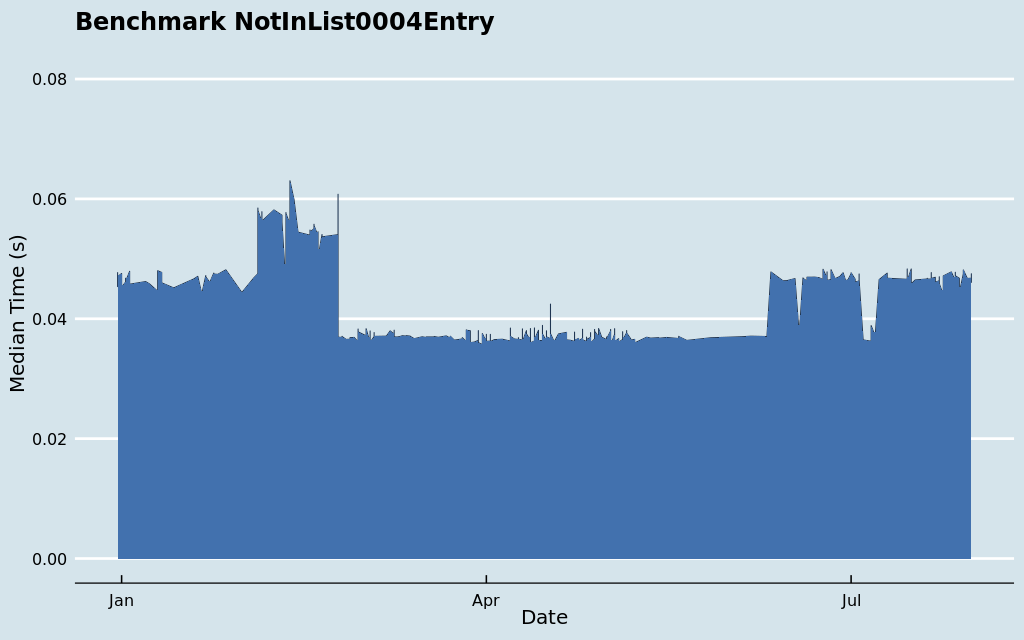 Benchmark NotInList0004Entry
0.08
0.06
0.04
0.02
0.00
Median Time (s)
Jan
Apr
Jul
Date